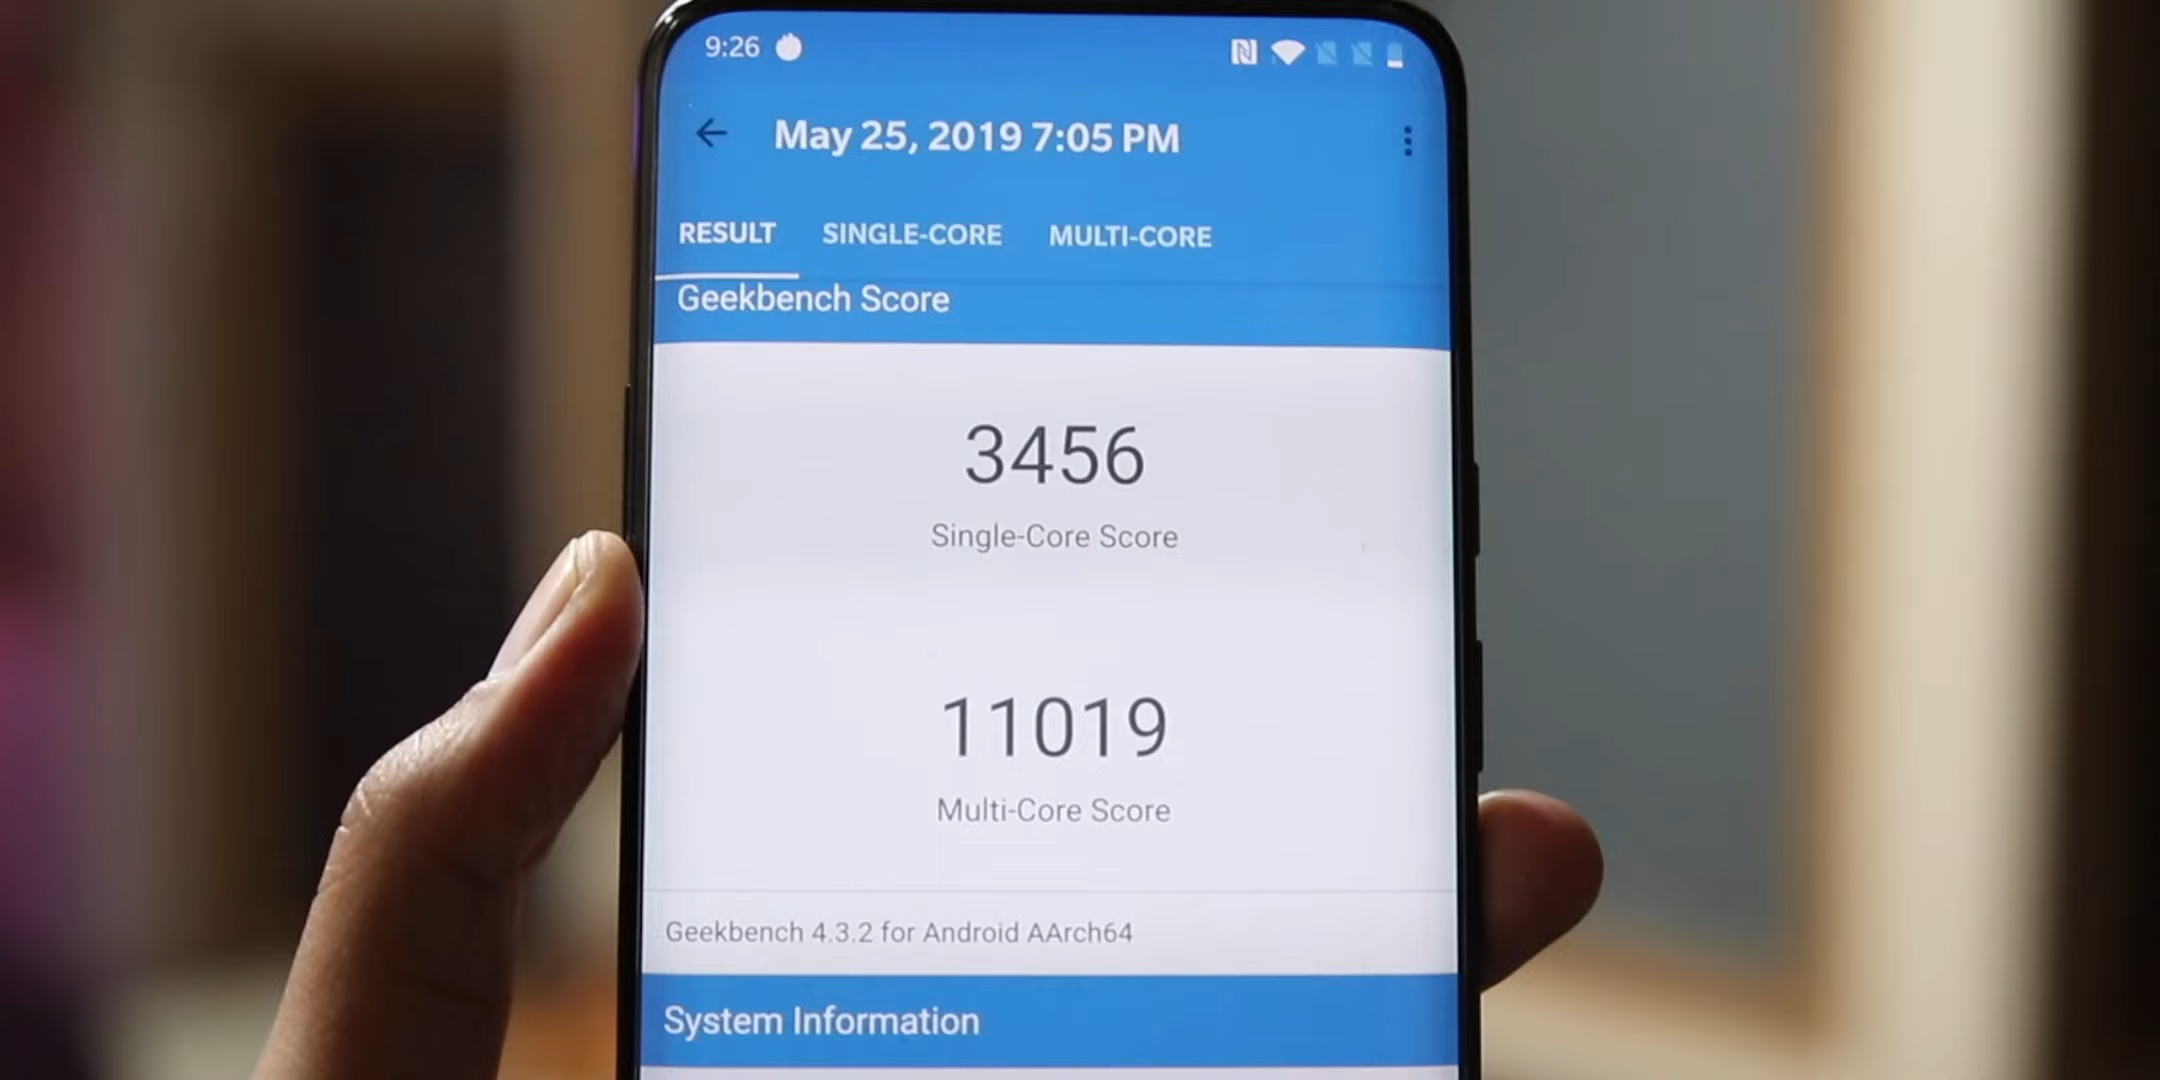 9:26
May 25, 2019 7:05 PM
RESULT SINGLE-CORE MULTI-CORE
Geekbench Score
3456
Single-Core Score
11019
Multi-Core Score
Geekbench 4.3.2 for Android AArch64
System Information